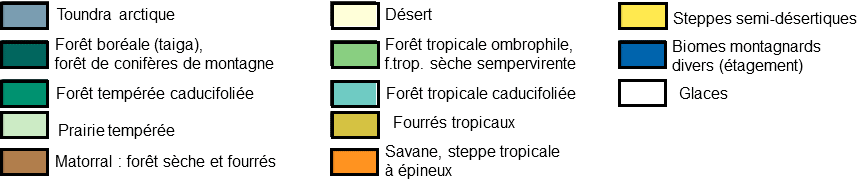 Toundra arctique
Forêt boréale (taiga),
forêt de conifères de montagne
Forêt tempérée caducifoliée
Prairie tempérée
Matorral : forêt sèche et fourrés
Désert
Forêt tropicale ombrophile,
f.trop. sèche sempervirente
Forêt tropicale caducifoliée
Fourrés tropicaux
Savane, steppe tropicale
à épineux
Steppes semi-désertiques
Biomes montagnards
divers (étagement)
Glaces